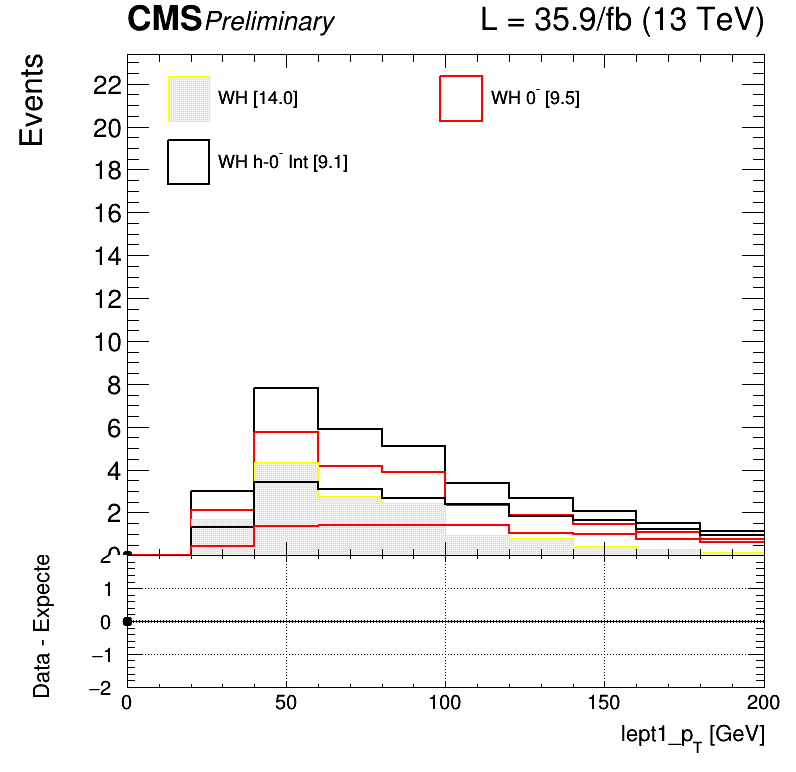 CMS Preliminary L = 35.9/fb (13 TeV)
Events
22
20
18
16
14
12
10
8
6
4
2
0
WH [14.0]
WH 0⁻ [9.5]
WH h-0⁻ Int [9.1]
Data - Expecte
2
1
0
−1
−2
0 50 100 150 200
lept1_p_T [GeV]